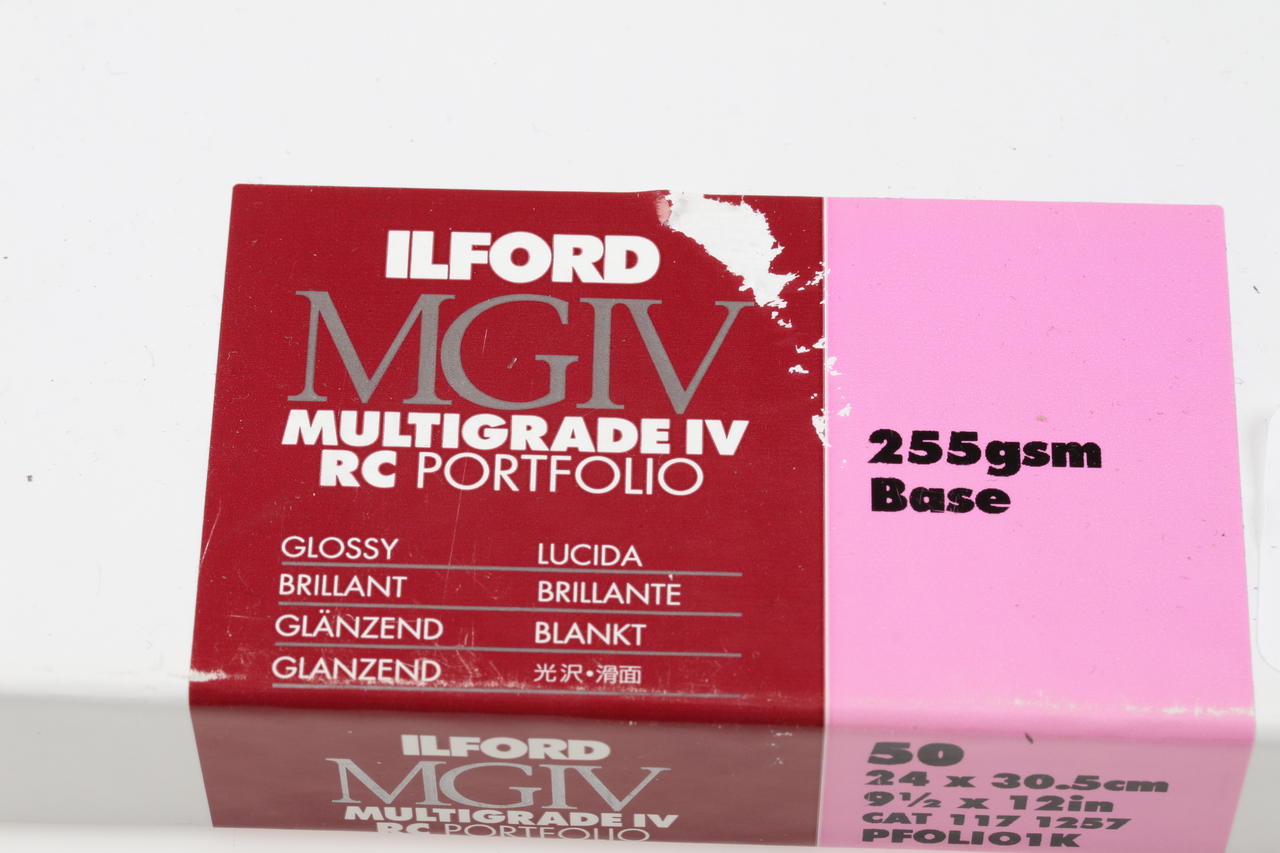 ILFORD
MGIV
MULTIGRADE IV
RC PORTFOLIO
GLOSSY LUCIDA
BRILLANT BRILLANTE
GLÄNZEND BLANKT
GLANZEND 光沢・滑面
255gsm
Base
ILFORD
MGIV
MULTIGRADE IV
RC PORTFOLIO
50
24 x 30.5cm
9½ x 12in
CAT 117 1257
PFOLIO1K